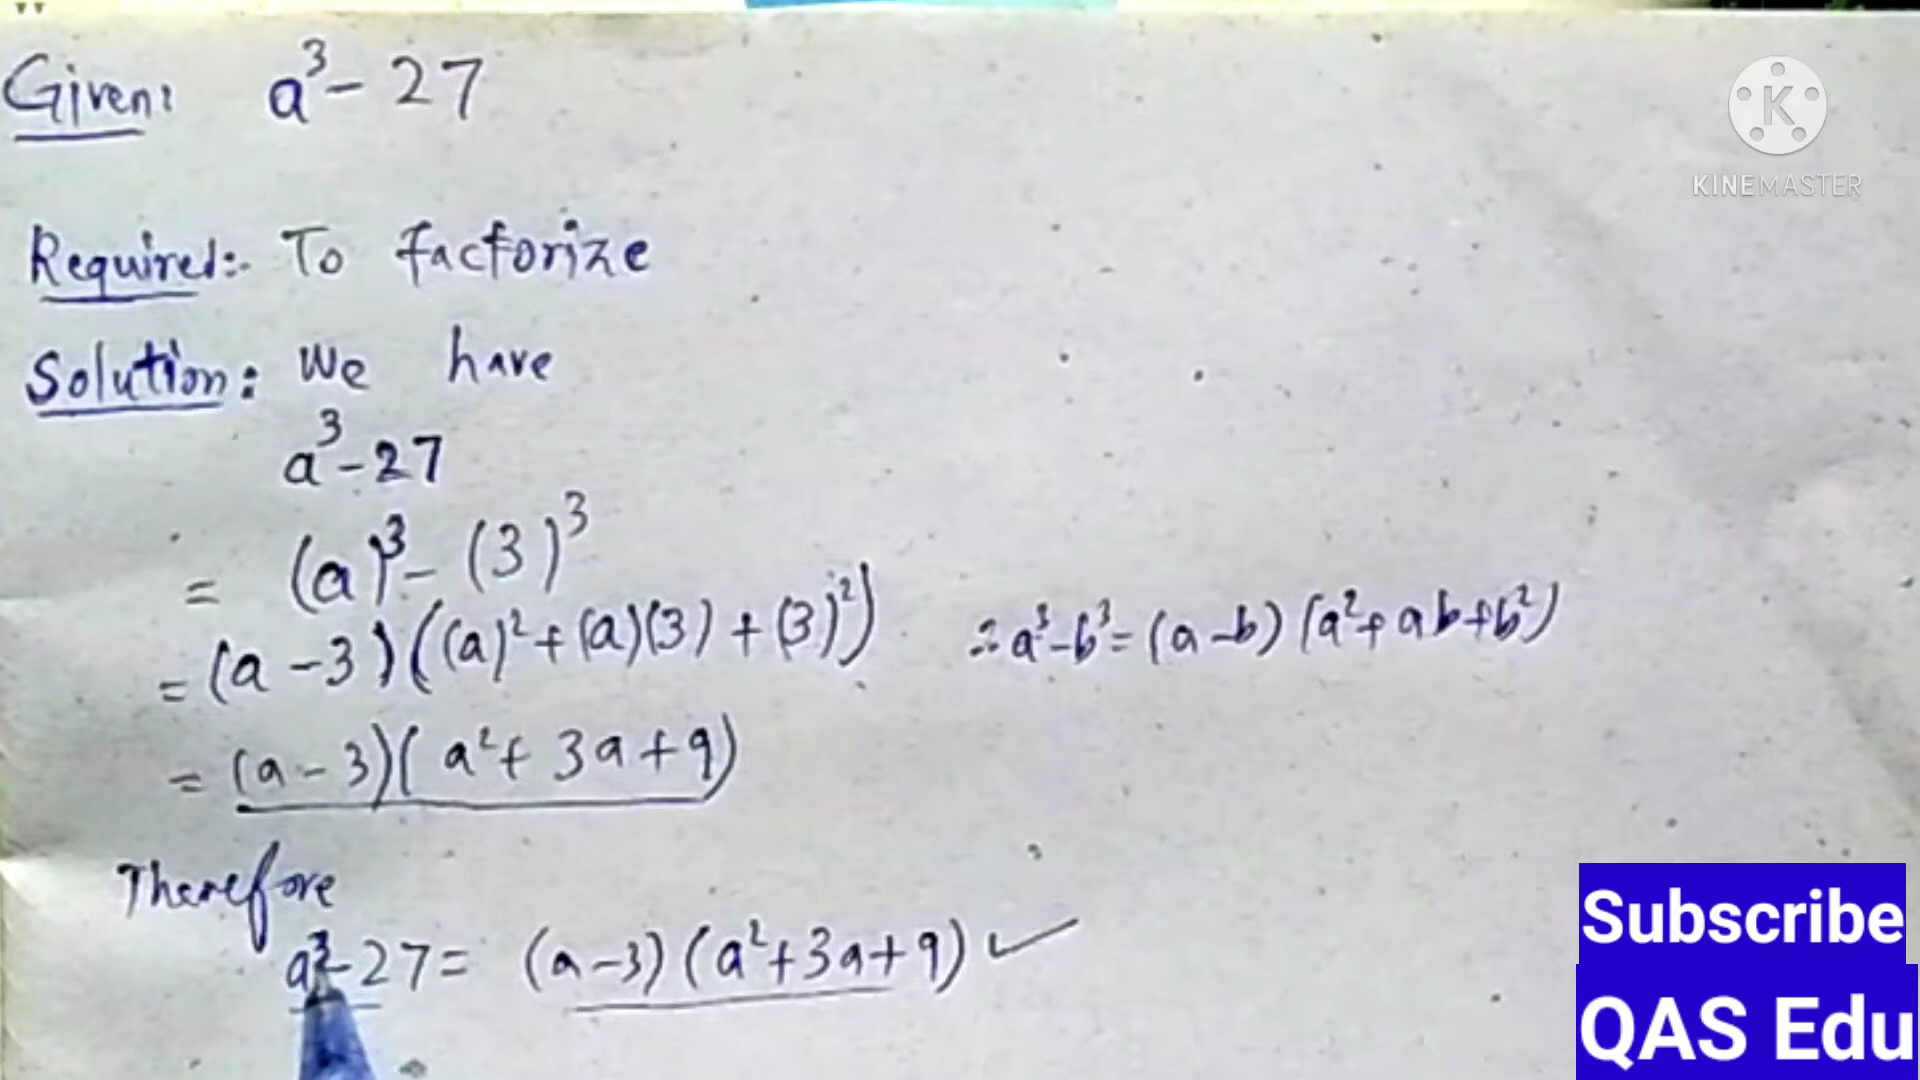 Given: a³ - 27
K
KINEMASTER
Required:- To factorize
Solution: We have
a³ - 27
= (a)³ - (3)³
= (a - 3)((a)² + (a)(3) + (3)²) ∴ a³ - b³ = (a - b)(a² + ab + b²)
= (a - 3)(a² + 3a + 9)
Therefore
a³ - 27 = (a - 3)(a² + 3a + 9) ✓
Subscribe
QAS Edu